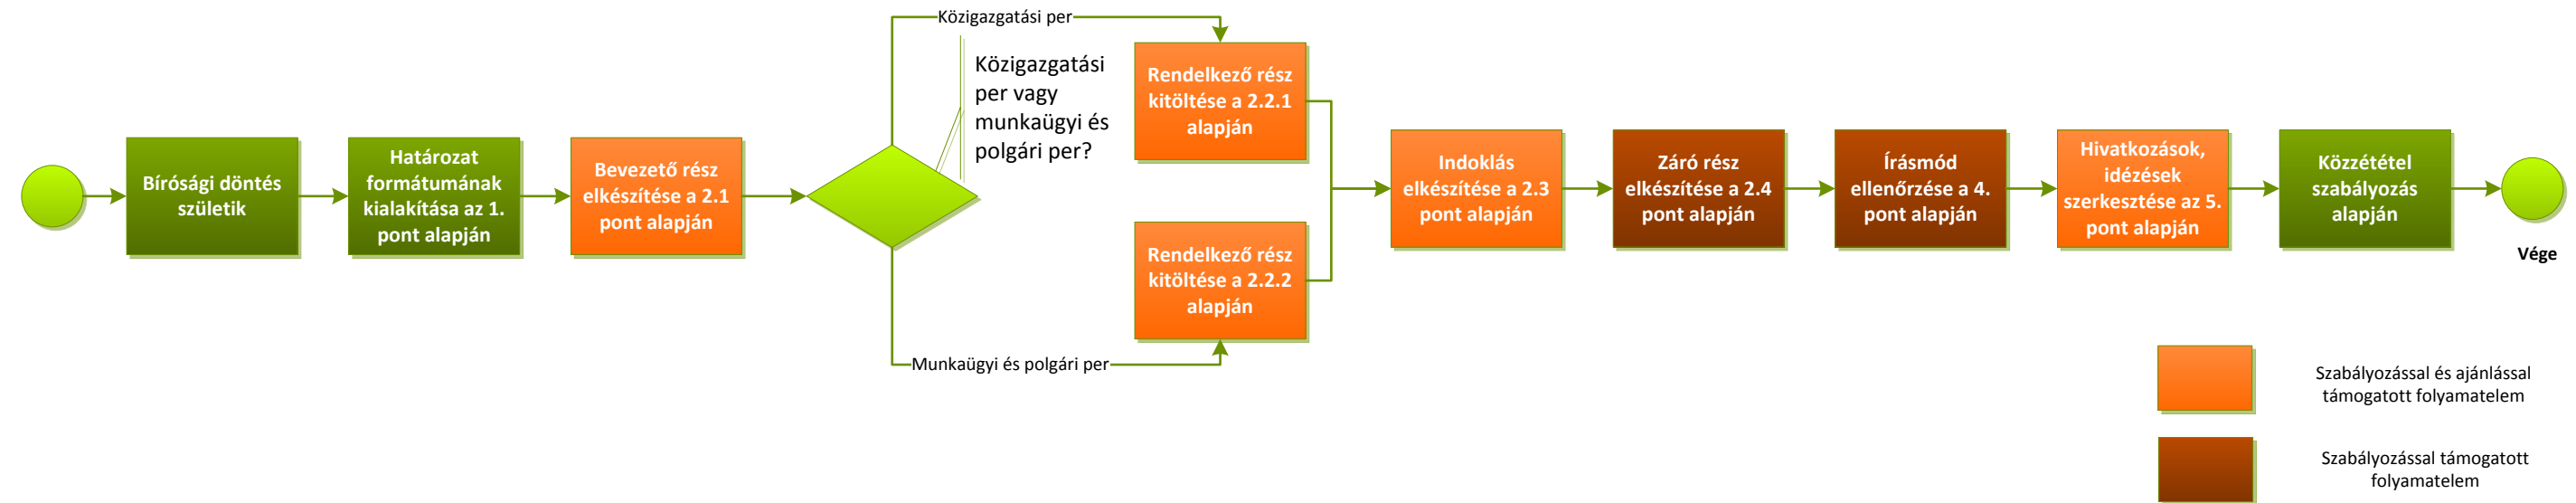 Bírósági döntés
születik
Határozat
formátumának
kialakítása az 1.
pont alapján
Bevezető rész
elkészítése a 2.1
pont alapján
Közigazgatási
per vagy
munkaügyi és
polgári per?
Közigazgatási per
Rendelkező rész
kitöltése a 2.2.1
alapján
Munkaügyi és polgári per
Rendelkező rész
kitöltése a 2.2.2
alapján
Indoklás
elkészítése a 2.3
pont alapján
Záró rész
elkészítése a 2.4
pont alapján
Írásmód
ellenőrzése a 4.
pont alapján
Hivatkozások,
idézések
szerkesztése az 5.
pont alapján
Közzététel
szabályozás
alapján
Vége
Szabályozással és ajánlással
támogatott folyamatelem
Szabályozással támogatott
folyamatelem